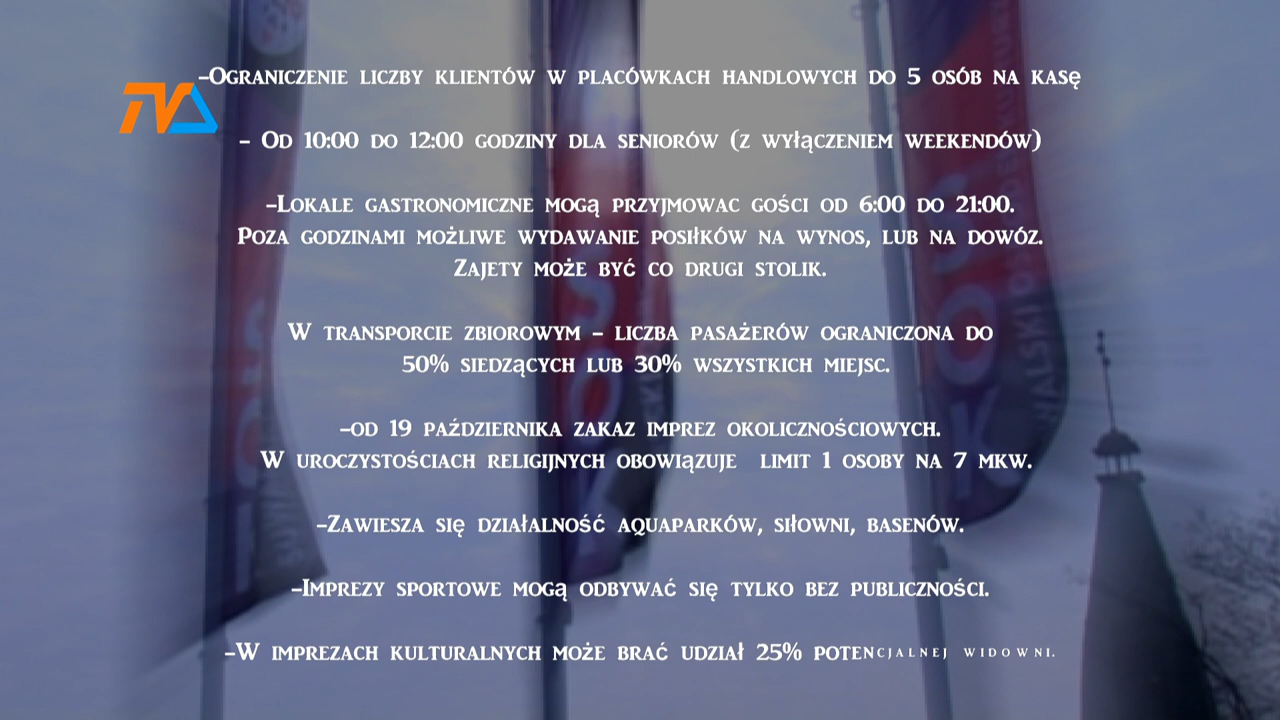 TVA
-Ograniczenie liczby klientów w placówkach handlowych do 5 osób na kasę
- Od 10:00 do 12:00 godziny dla seniorów (z wyłączeniem weekendów)
-Lokale gastronomiczne mogą przyjmowac gości od 6:00 do 21:00.
Poza godzinami możliwe wydawanie posiłków na wynos, lub na dowóz.
Zajety może być co drugi stolik.
W transporcie zbiorowym – liczba pasażerów ograniczona do
50% siedzących lub 30% wszystkich miejsc.
-od 19 października zakaz imprez okolicznościowych.
W uroczystościach religijnych obowiązuje limit 1 osoby na 7 mkw.
-Zawiesza się działalność aquaparków, siłowni, basenów.
-Imprezy sportowe mogą odbywać się tylko bez publiczności.
-W imprezach kulturalnych może brać udział 25% potencjalnej widowni.
SOK